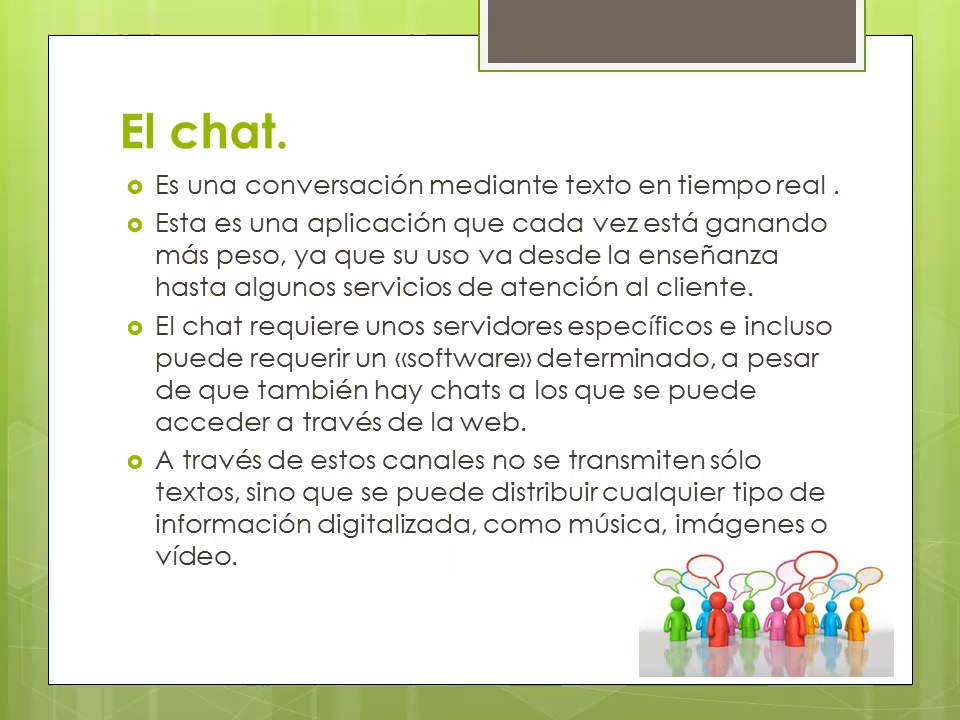 El chat.
Es una conversación mediante texto en tiempo real .
Esta es una aplicación que cada vez está ganando
más peso, ya que su uso va desde la enseñanza
hasta algunos servicios de atención al cliente.
El chat requiere unos servidores específicos e incluso
puede requerir un «software» determinado, a pesar
de que también hay chats a los que se puede
acceder a través de la web.
A través de estos canales no se transmiten sólo
textos, sino que se puede distribuir cualquier tipo de
información digitalizada, como música, imágenes o
vídeo.